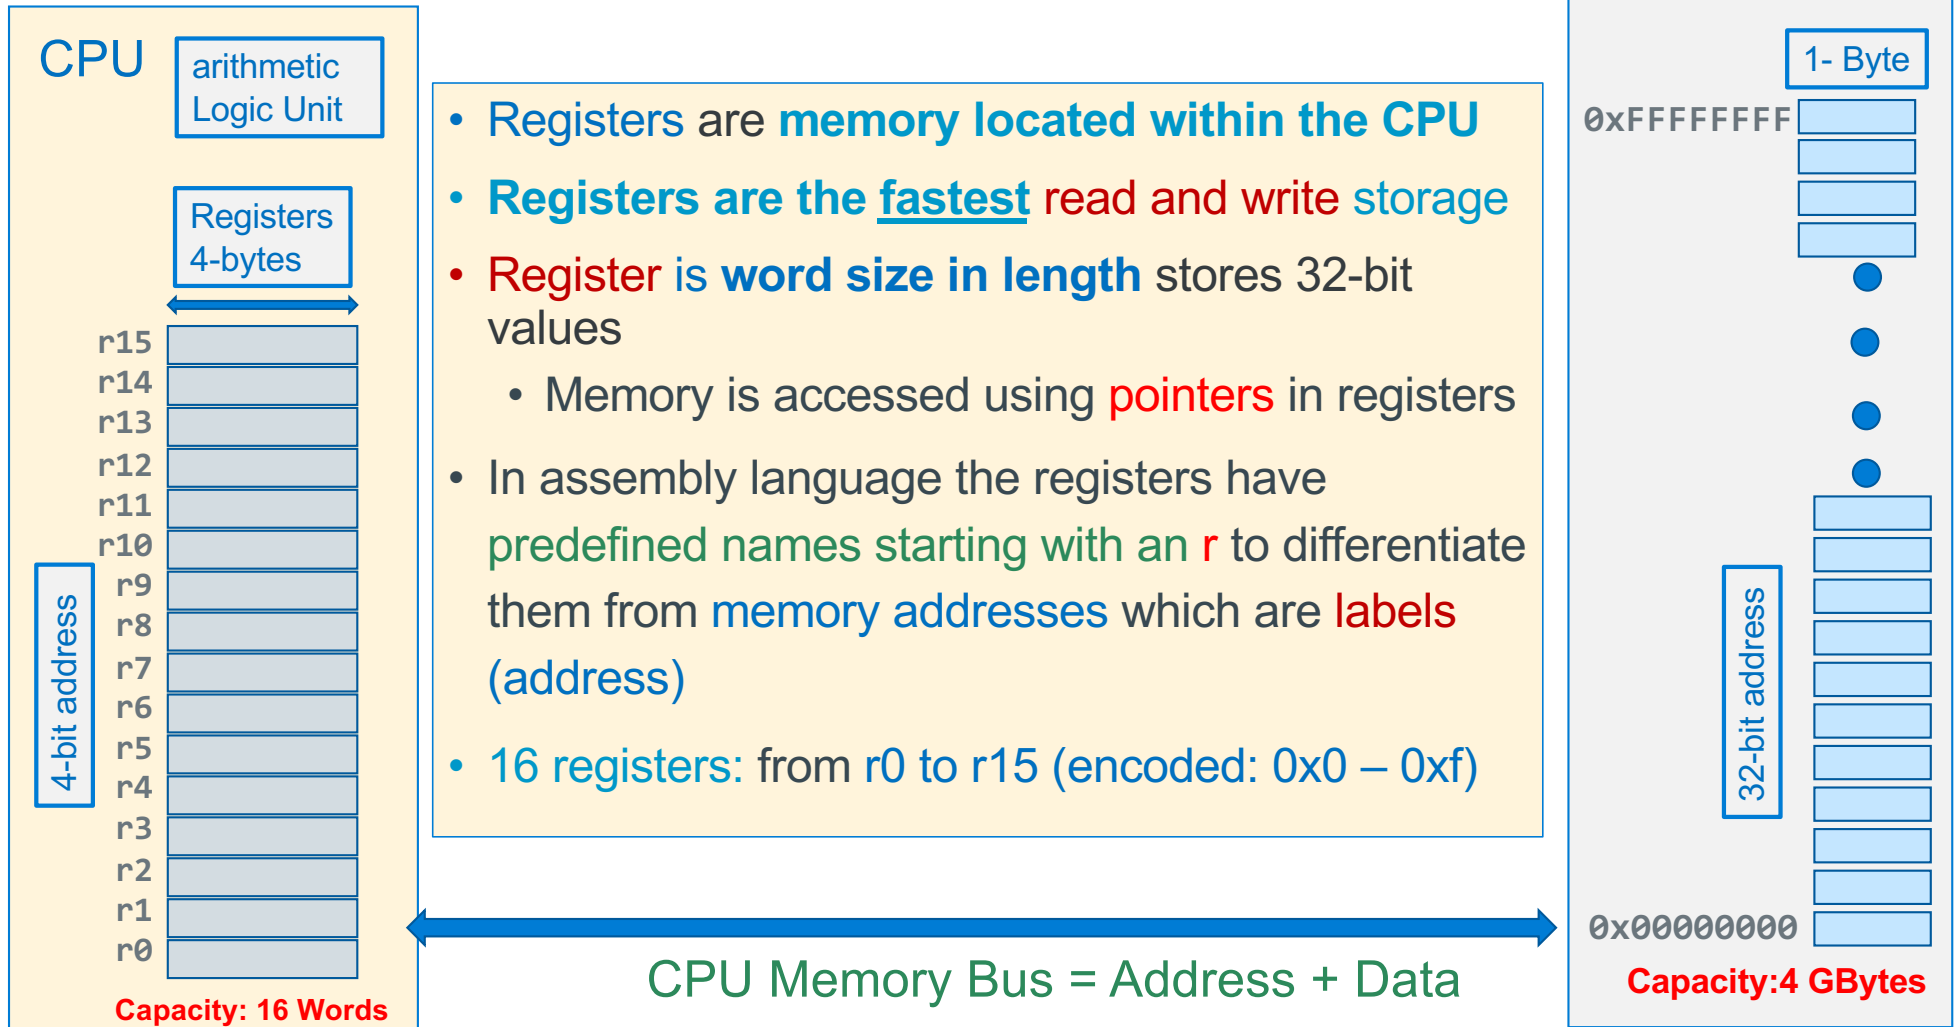 CPU
arithmetic
Logic Unit
Registers
4-bytes
r15
r14
r13
r12
r11
r10
r9
r8
r7
r6
r5
r4
r3
r2
r1
r0
4-bit address
Capacity: 16 Words
• Registers are memory located within the CPU
• Registers are the fastest read and write storage
• Register is word size in length stores 32-bit
values
• Memory is accessed using pointers in registers
• In assembly language the registers have
predefined names starting with an r to differentiate
them from memory addresses which are labels
(address)
• 16 registers: from r0 to r15 (encoded: 0x0 – 0xf)
CPU Memory Bus = Address + Data
1- Byte
0xFFFFFFFF
32-bit address
0x00000000
Capacity:4 GBytes